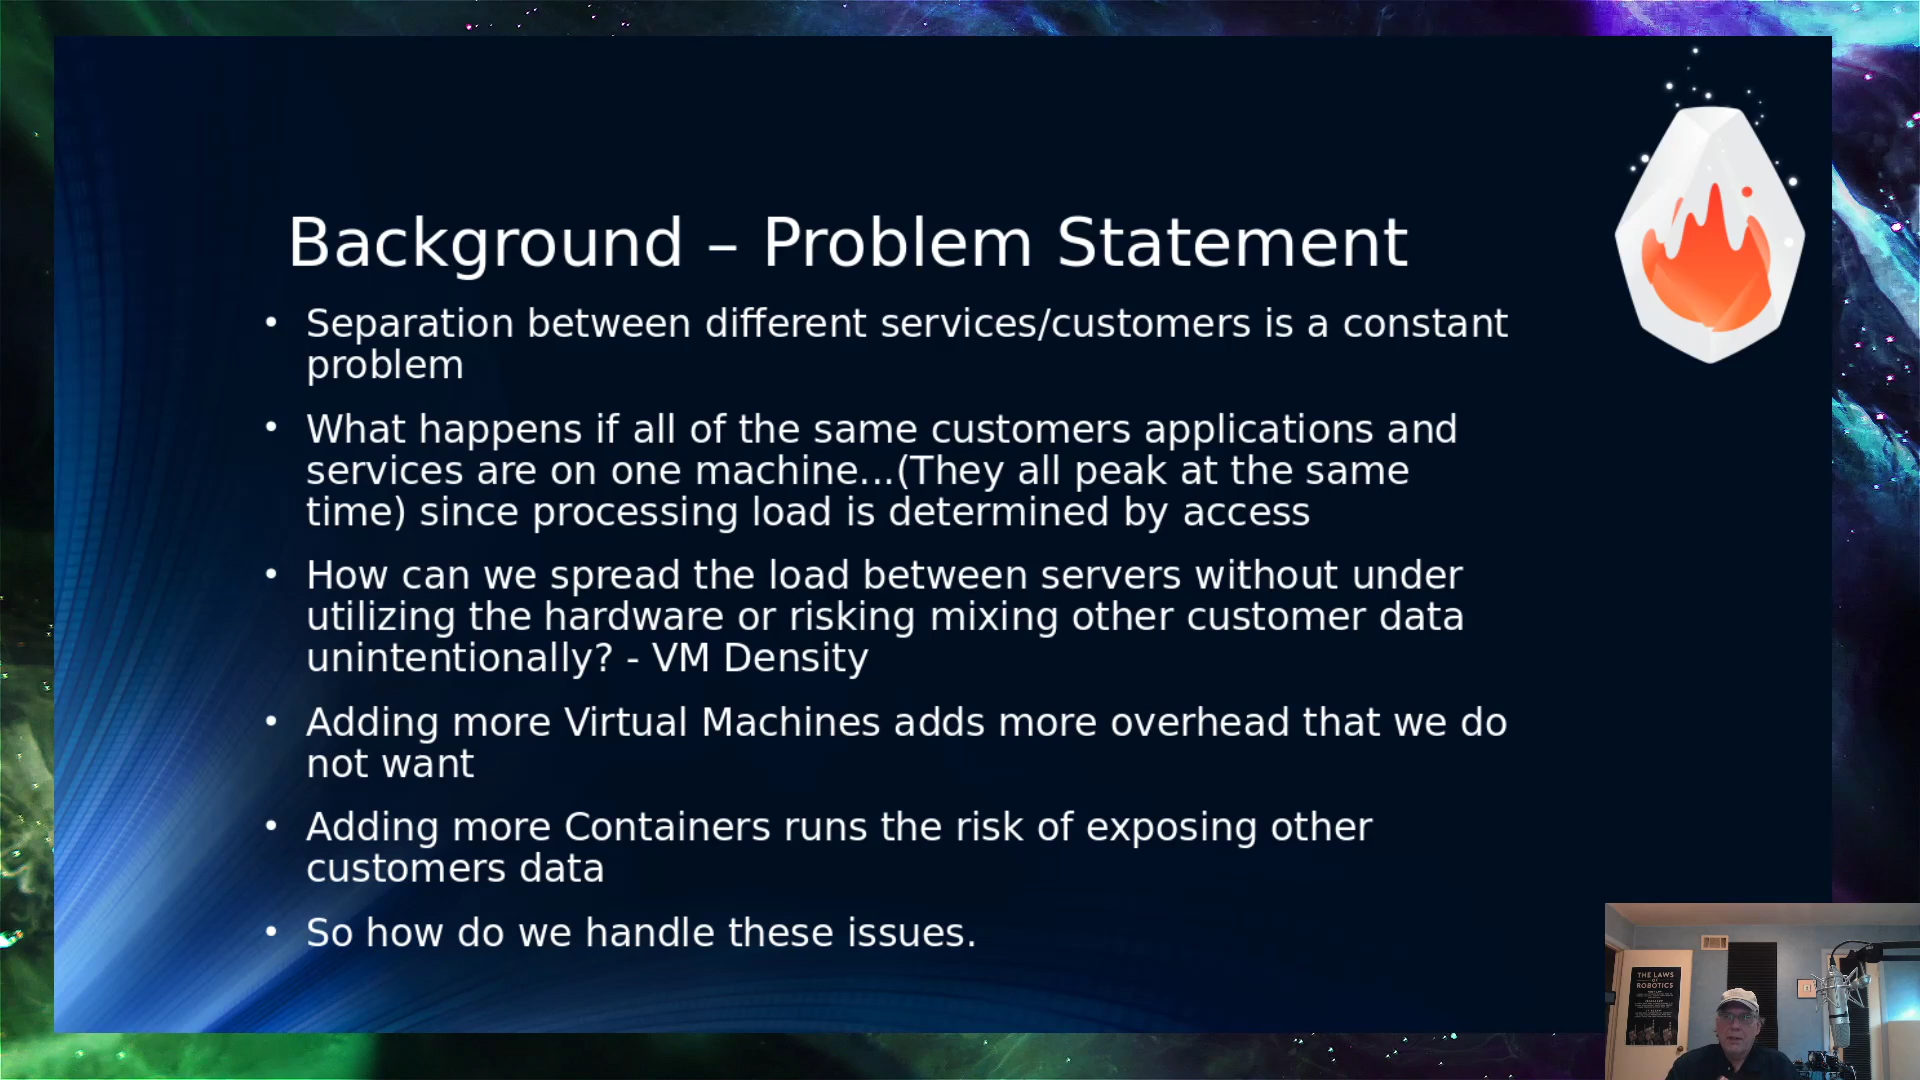 Background – Problem Statement
• Separation between different services/customers is a constant
problem
• What happens if all of the same customers applications and
services are on one machine...(They all peak at the same
time) since processing load is determined by access
• How can we spread the load between servers without under
utilizing the hardware or risking mixing other customer data
unintentionally? - VM Density
• Adding more Virtual Machines adds more overhead that we do
not want
• Adding more Containers runs the risk of exposing other
customers data
• So how do we handle these issues.
THE LAWS
OF
ROBOTICS